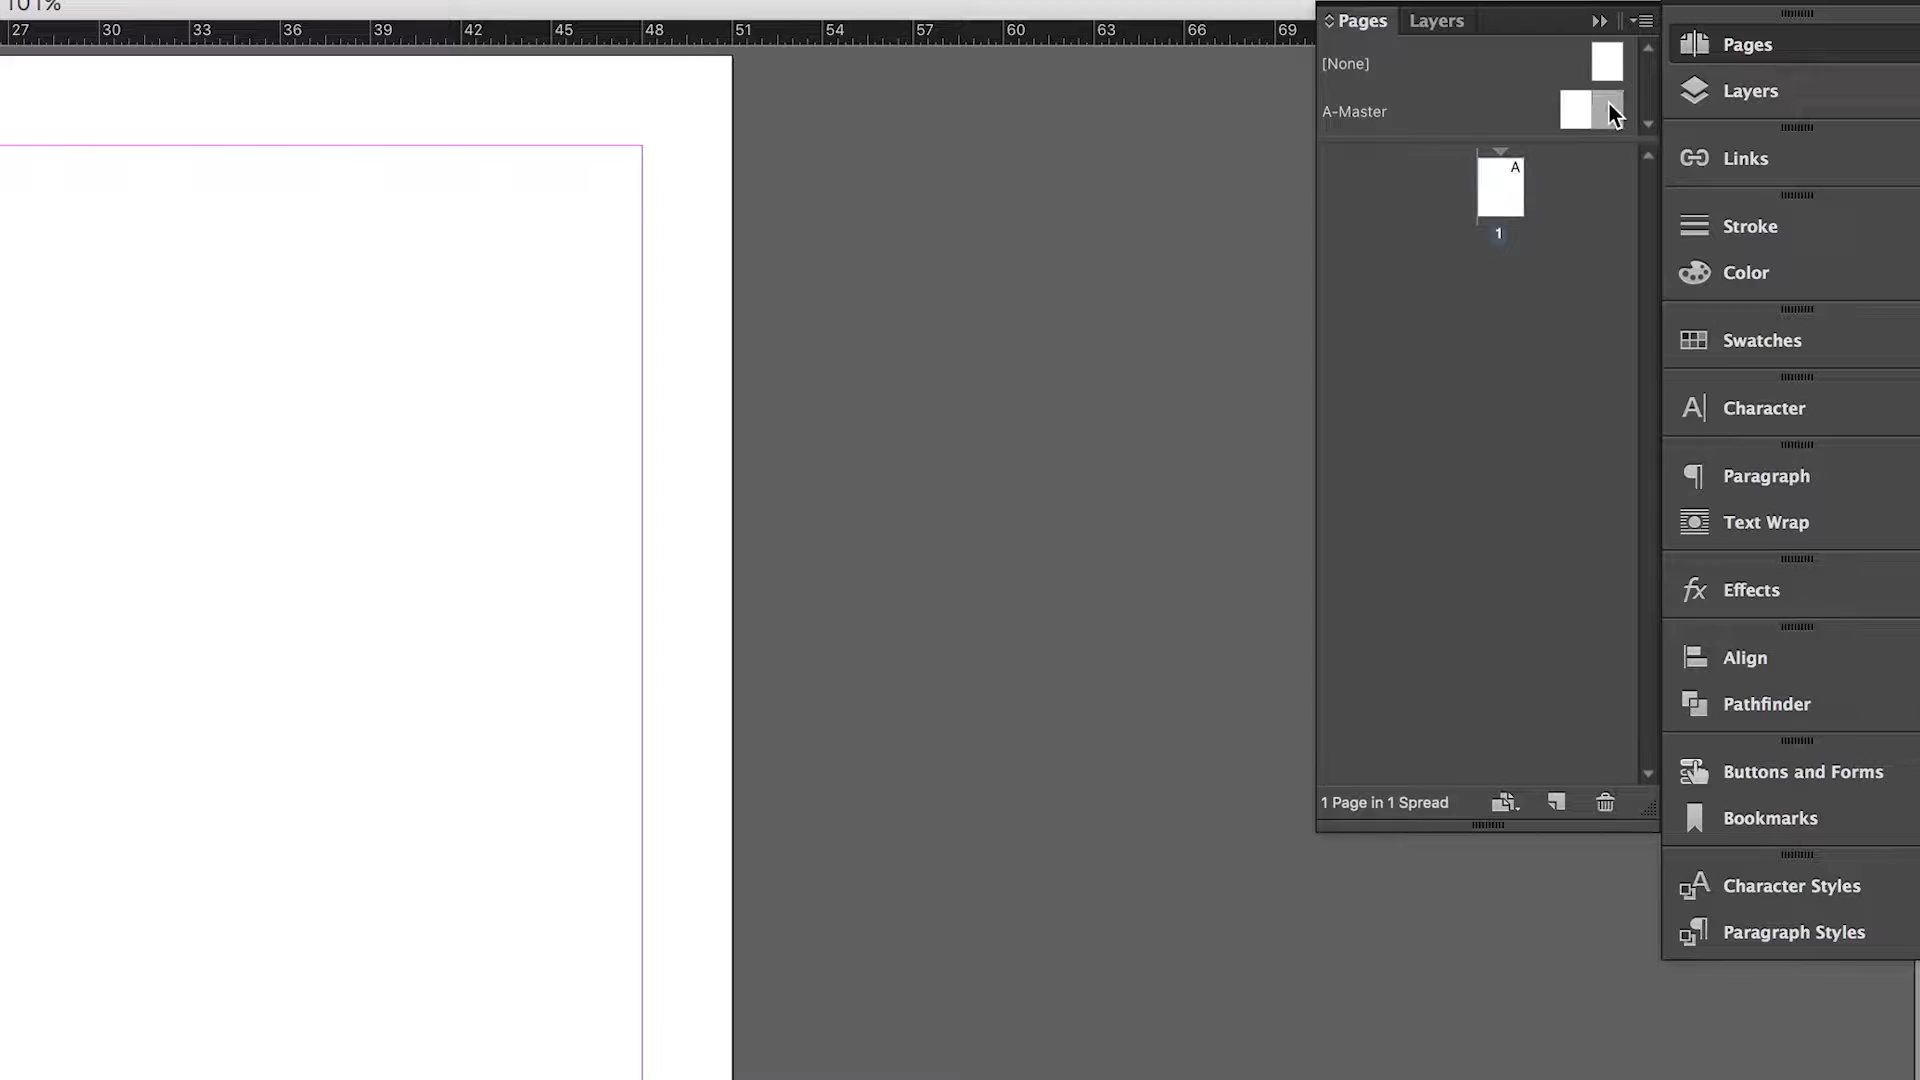 101%
27 30 33 36 39 42 45 48 51 54 57 60 63 66 69
Pages Layers
[None]
A-Master
A
1
1 Page in 1 Spread
Pages
Layers
Links
Stroke
Color
Swatches
Character
Paragraph
Text Wrap
Effects
Align
Pathfinder
Buttons and Forms
Bookmarks
Character Styles
Paragraph Styles